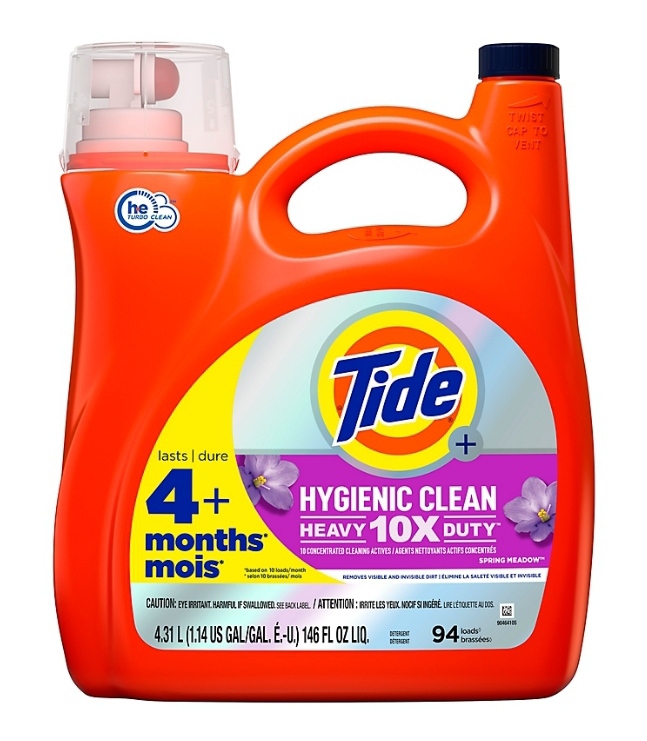 TWIST
CAP TO
VENT
he
TURBO CLEAN
Tide
+
lasts | dure
4+
months*
mois*
*based on 10 loads/month
*selon 10 brassées/ mois
HYGIENIC CLEAN
HEAVY 10X DUTY™
10 CONCENTRATED CLEANING ACTIVES / AGENTS NETTOYANTS ACTIFS CONCENTRÉS
SPRING MEADOW™
REMOVES VISIBLE AND INVISIBLE DIRT | ÉLIMINE LA SALETÉ VISIBLE ET INVISIBLE
CAUTION: EYE IRRITANT. HARMFUL IF SWALLOWED. SEE BACK LABEL. / ATTENTION : IRRITE LES YEUX. NOCIF SI INGÉRÉ. LIRE L'ÉTIQUETTE AU DOS.
4.31 L (1.14 US GAL/GAL. É.-U.) 146 FL OZ LIQ.
DETERGENT
DÉTERGENT
94 loads
brassées